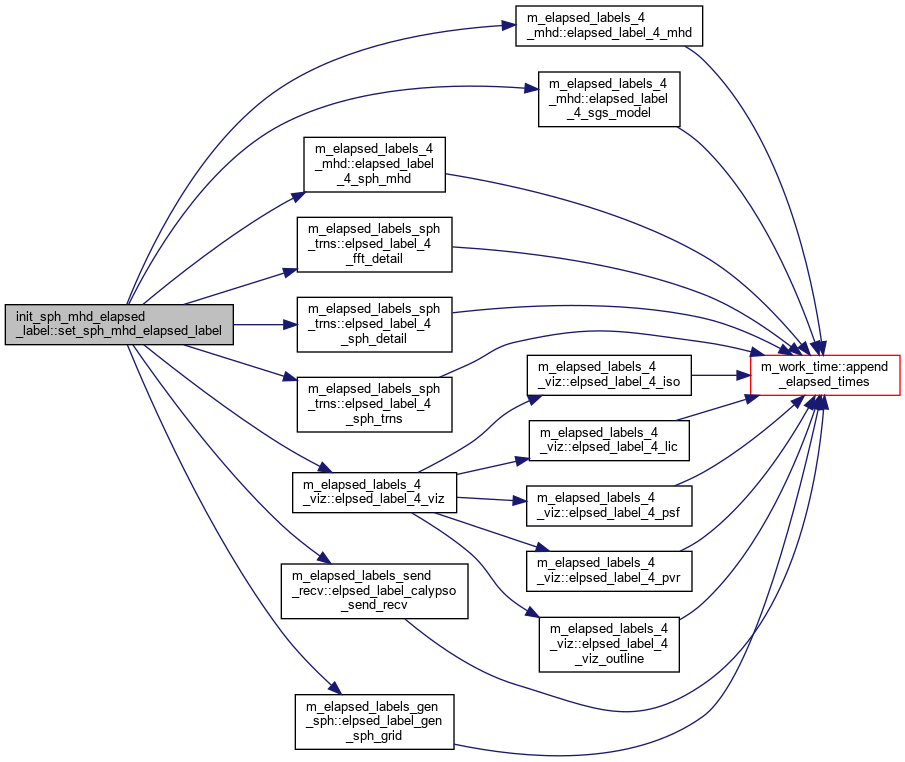 m_elapsed_labels_4
_mhd::elapsed_label_4_mhd
m_elapsed_labels_4
_mhd::elapsed_label
_4_sgs_model
m_elapsed_labels_4
_mhd::elapsed_label
_4_sph_mhd
m_elapsed_labels_sph
_trns::elpsed_label_4
_fft_detail
init_sph_mhd_elapsed
_label::set_sph_mhd_elapsed_label
m_elapsed_labels_sph
_trns::elpsed_label_4
_sph_detail
m_elapsed_labels_sph
_trns::elpsed_label_4
_sph_trns
m_elapsed_labels_4
_viz::elpsed_label_4_iso
m_work_time::append
_elapsed_times
m_elapsed_labels_4
_viz::elpsed_label_4_lic
m_elapsed_labels_4
_viz::elpsed_label_4_viz
m_elapsed_labels_4
_viz::elpsed_label_4_psf
m_elapsed_labels_4
_viz::elpsed_label_4_pvr
m_elapsed_labels_send
_recv::elpsed_label_calypso
_send_recv
m_elapsed_labels_4
_viz::elpsed_label_4
_viz_outline
m_elapsed_labels_gen
_sph::elpsed_label_gen
_sph_grid